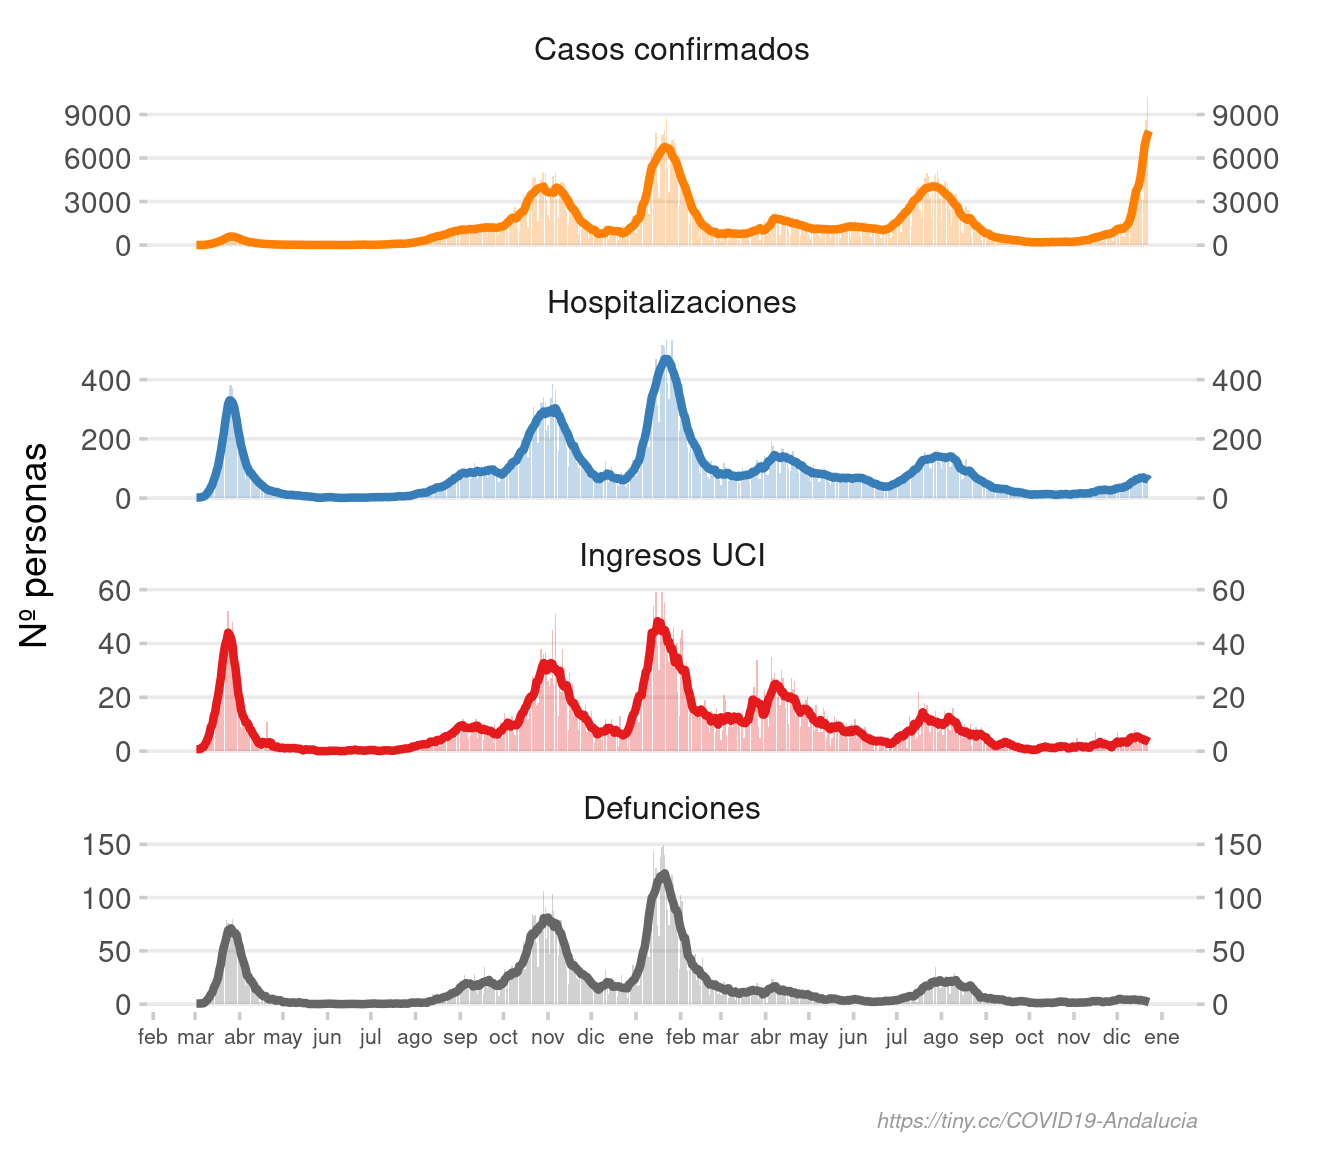 Casos confirmados
9000 9000
6000 6000
3000 3000
0 0
Hospitalizaciones
400 400
200 200
0 0
Nº personas
Ingresos UCI
60 60
40 40
20 20
0 0
Defunciones
150 150
100 100
50 50
0 0
feb mar abr may jun jul ago sep oct nov dic ene feb mar abr may jun jul ago sep oct nov dic ene
https://tiny.cc/COVID19-Andalucia